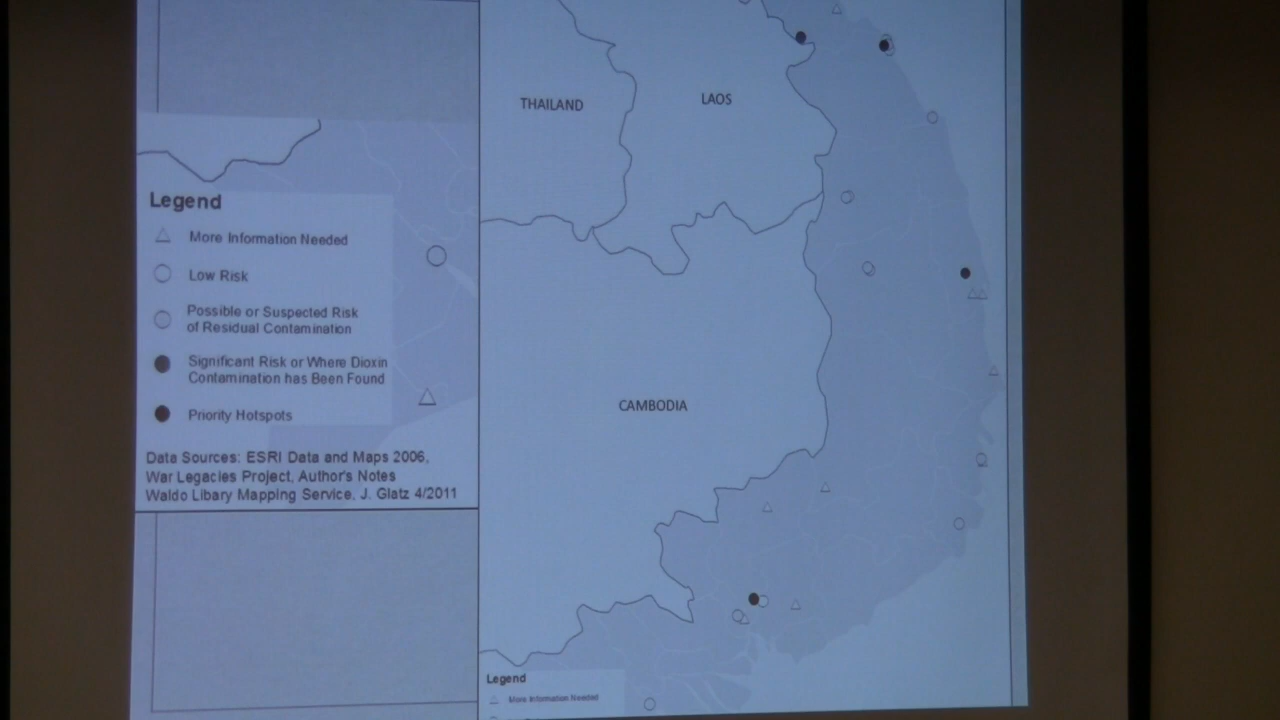 THAILAND
LAOS
CAMBODIA
Legend
More Information Needed
Low Risk
Possible or Suspected Risk
of Residual Contamination
Significant Risk or Where Dioxin
Contamination has Been Found
Priority Hotspots
Data Sources: ESRI Data and Maps 2006,
War Legacies Project, Author's Notes
Waldo Libary Mapping Service, J. Glatz 4/2011
Legend
More Information Needed